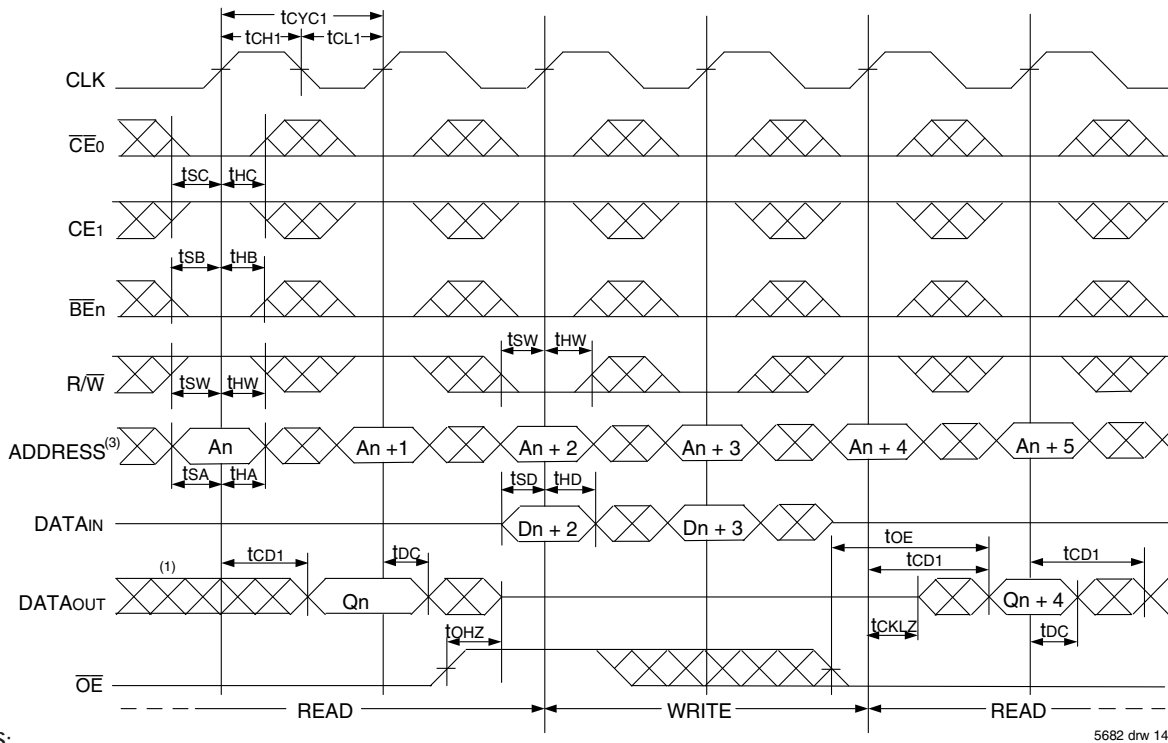 tCYC1
tCH1 tCL1
CLK
CE0
tSC tHC
CE1
tSB tHB
BEn
tSW tHW
R/W
tSW tHW
ADDRESS(3) An An +1 An + 2 An + 3 An + 4 An + 5
tSA tHA tSD tHD
DATAIN Dn + 2 Dn + 3
tOE
tCD1 tDC tCD1 tCD1
(1)
DATAOUT Qn Qn + 4
tOHZ tCKLZ tDC
OE
READ WRITE READ
S:
5682 drw 14